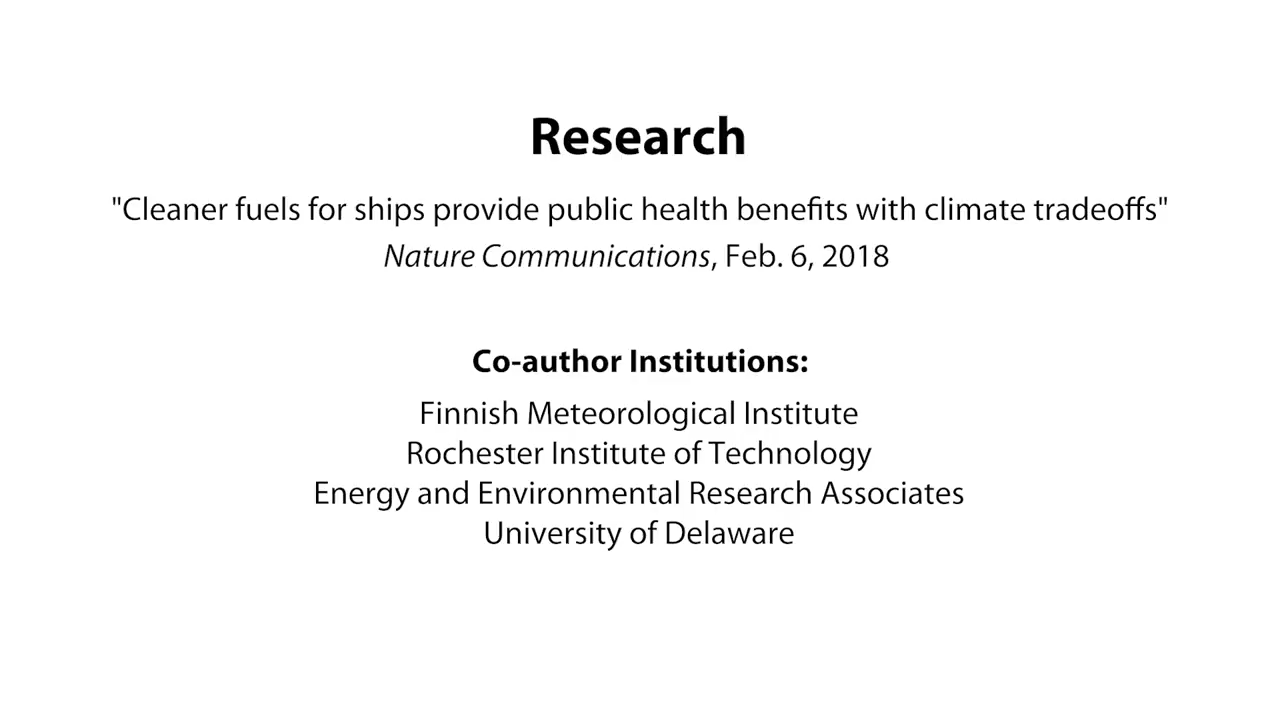 Research
"Cleaner fuels for ships provide public health benefits with climate tradeoffs"
Nature Communications, Feb. 6, 2018
Co-author Institutions:
Finnish Meteorological Institute
Rochester Institute of Technology
Energy and Environmental Research Associates
University of Delaware